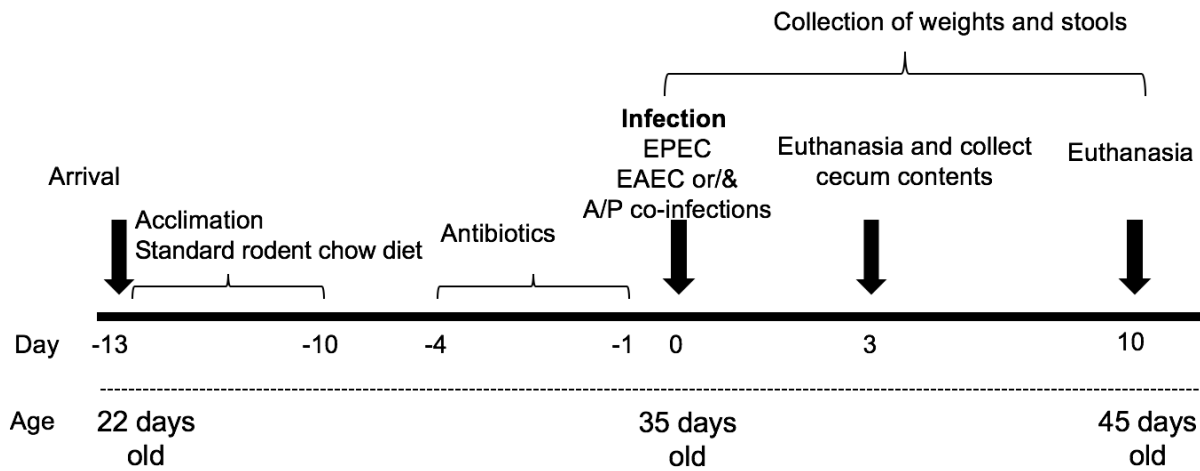 Collection of weights and stools
Infection
EPEC
EAEC or/&
A/P co-infections
Euthanasia and collect
cecum contents
Euthanasia
Arrival
Acclimation
Standard rodent chow diet
Antibiotics
Day -13 -10 -4 -1 0 3 10
Age 22 days old 35 days old 45 days old